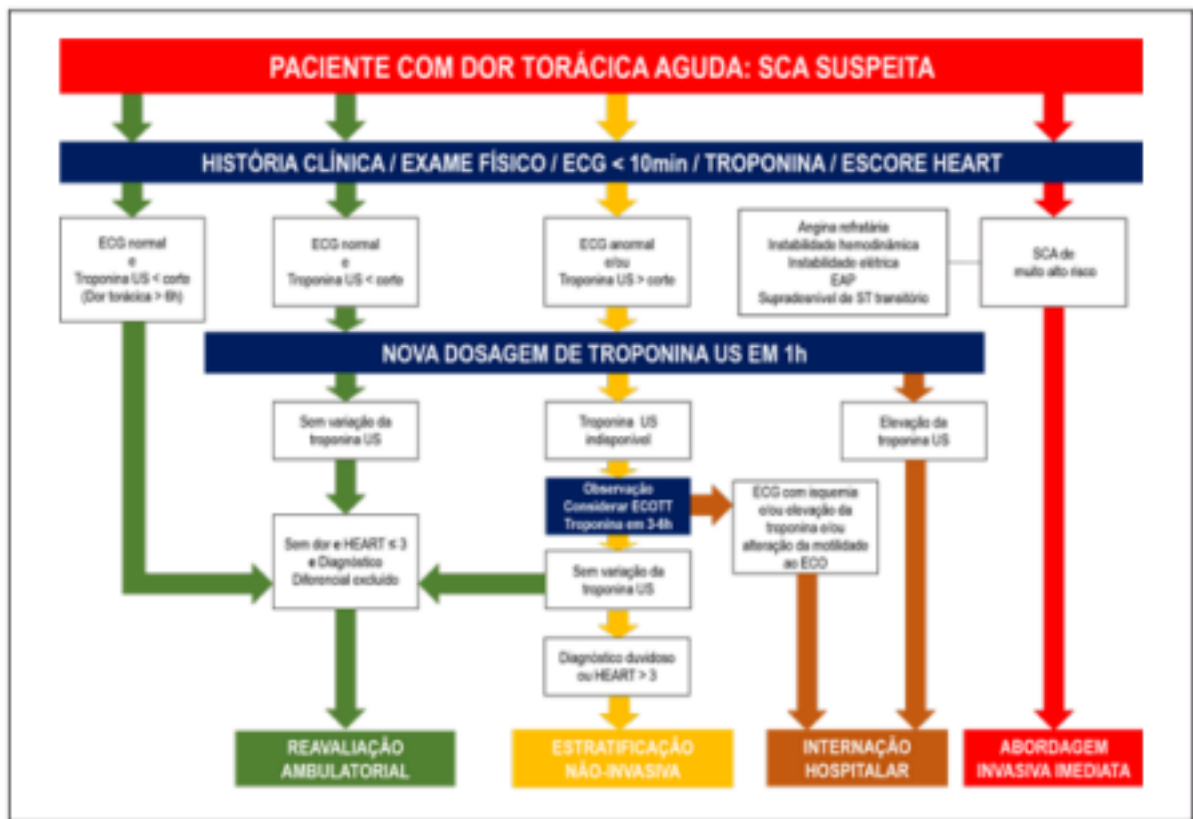 PACIENTE COM DOR TORÁCICA AGUDA: SCA SUSPEITA
HISTÓRIA CLÍNICA / EXAME FÍSICO / ECG < 10min / TROPONINA / ESCORE HEART
ECG normal
e
Troponina US < corte
(Dor torácica > 6h)
ECG normal
e
Troponina US < corte
ECG anormal
e/ou
Troponina US > corte
Angina refratária
Instabilidade hemodinâmica
Instabilidade elétrica
EAP
Supradesnível de ST transitório
SCA de
muito alto risco
NOVA DOSAGEM DE TROPONINA US EM 1h
Sem variação da
troponina US
Troponina US
indisponível
Elevação da
troponina US
Observação
Considerar ECOTT
Troponina em 3-6h
ECG com isquemia
e/ou elevação da
troponina e/ou
alteração da motilidade
ao ECO
Sem dor e HEART ≤ 3
e Diagnóstico
Diferencial excluído
Sem variação da
troponina US
Diagnóstico duvidoso
ou HEART > 3
REAVALIAÇÃO
AMBULATORIAL
ESTRATIFICAÇÃO
NÃO-INVASIVA
INTERNAÇÃO
HOSPITALAR
ABORDAGEM
INVASIVA IMEDIATA